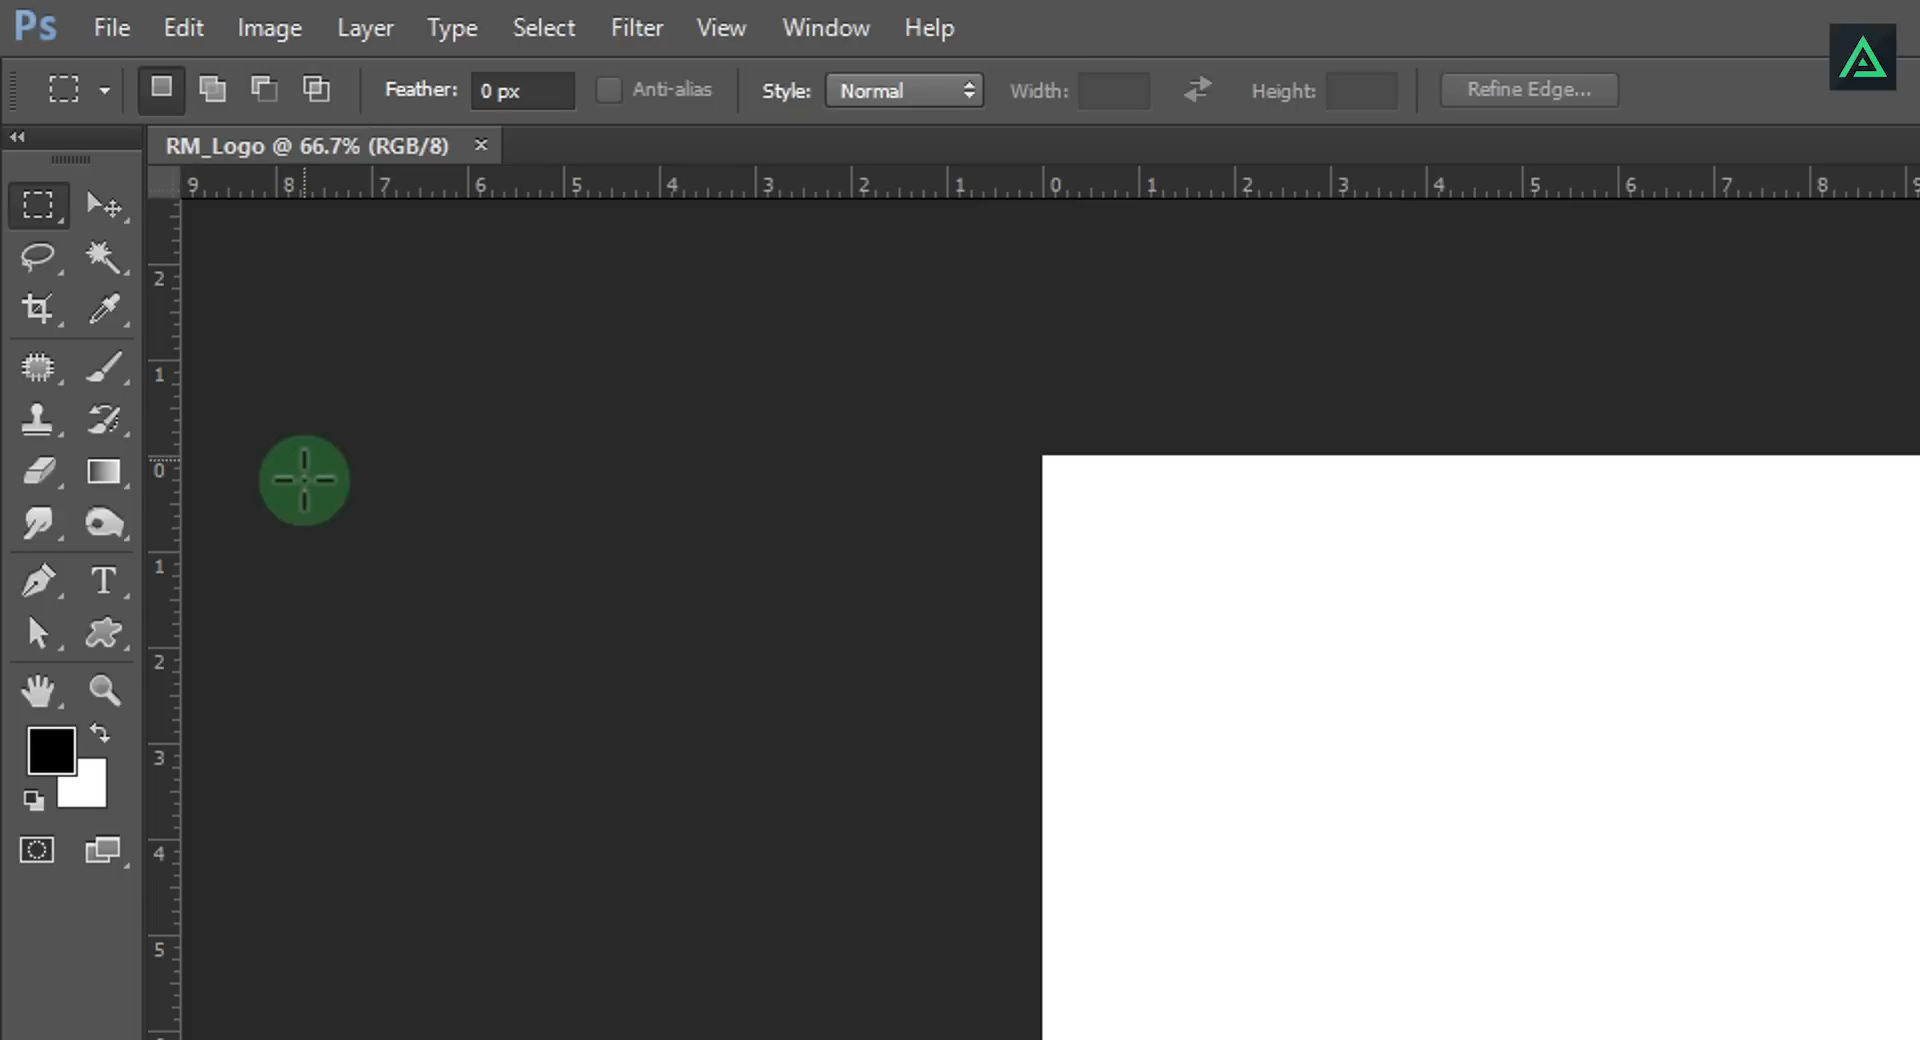 Ps File Edit Image Layer Type Select Filter View Window Help
Feather: 0 px Anti-alias Style: Normal Width: Height: Refine Edge...
RM_Logo @ 66.7% (RGB/8) ×
9 8 7 6 5 4 3 2 1 0 1 2 3 4 5 6 7 8 9
2
1
0
1
2
3
4
5
T